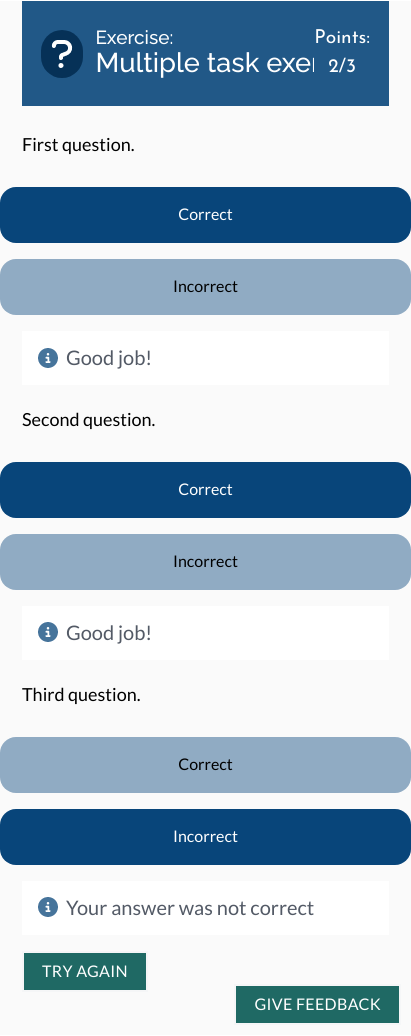 Exercise:
Points:
Multiple task exe
2/3
First question.
Correct
Incorrect
Good job!
Second question.
Correct
Incorrect
Good job!
Third question.
Correct
Incorrect
Your answer was not correct
TRY AGAIN
GIVE FEEDBACK